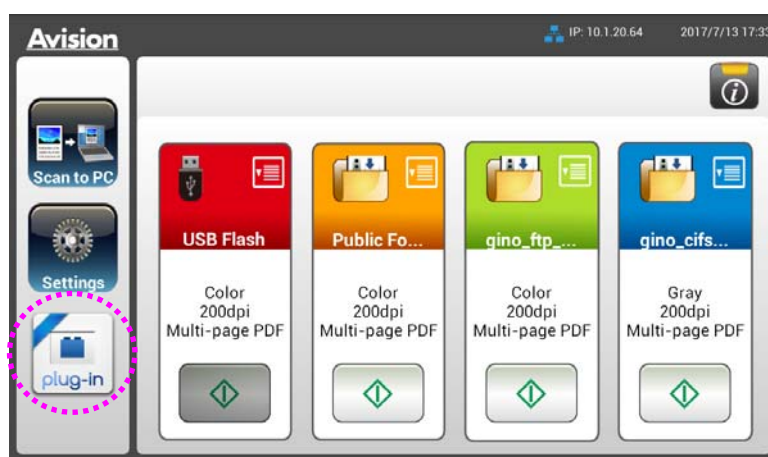 Avision
IP: 10.1.20.64 2017/7/13 17:33
Scan to PC
Settings
plug-in
USB Flash
Color
200dpi
Multi-page PDF
Public Fo...
Color
200dpi
Multi-page PDF
gino_ftp_...
Color
200dpi
Multi-page PDF
gino_cifs...
Gray
200dpi
Multi-page PDF